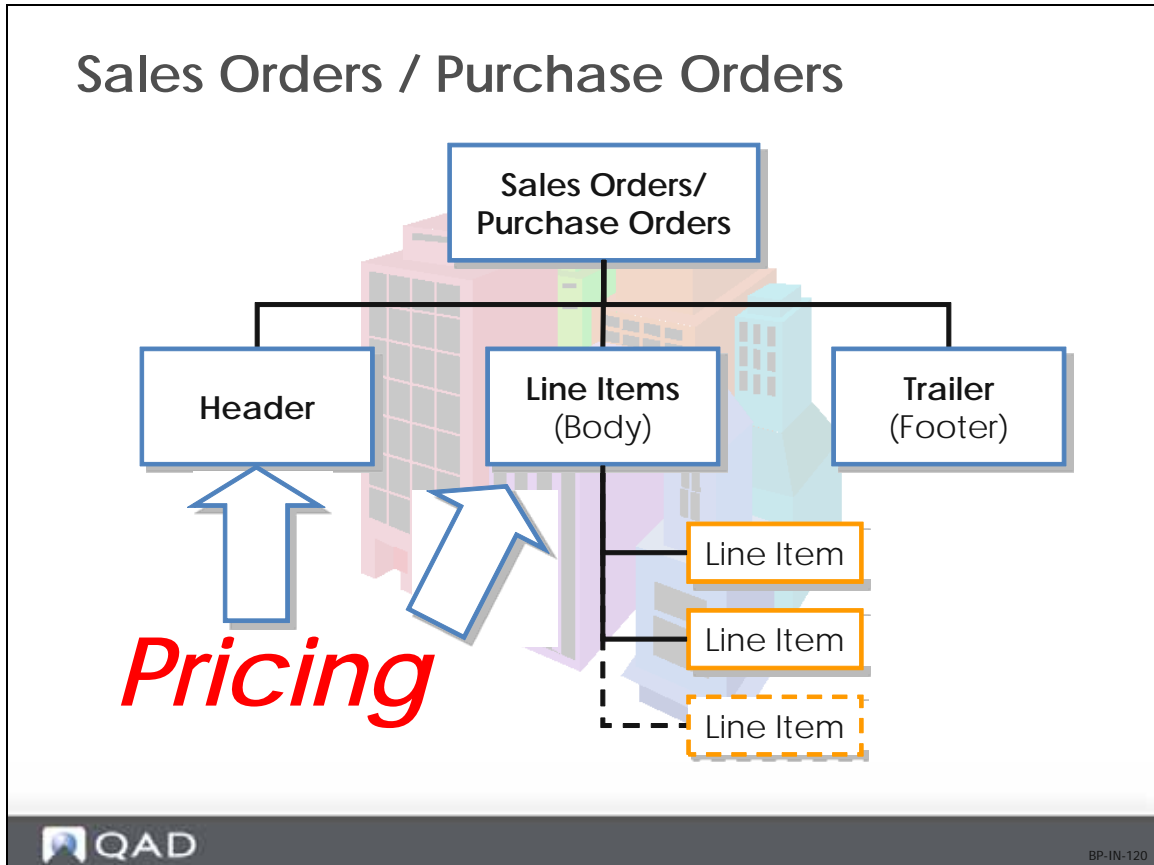 Sales Orders / Purchase Orders
Sales Orders/
Purchase Orders
Header
Line Items
(Body)
Trailer
(Footer)
Line Item
Line Item
Line Item
Pricing
QAD
BP-IN-120